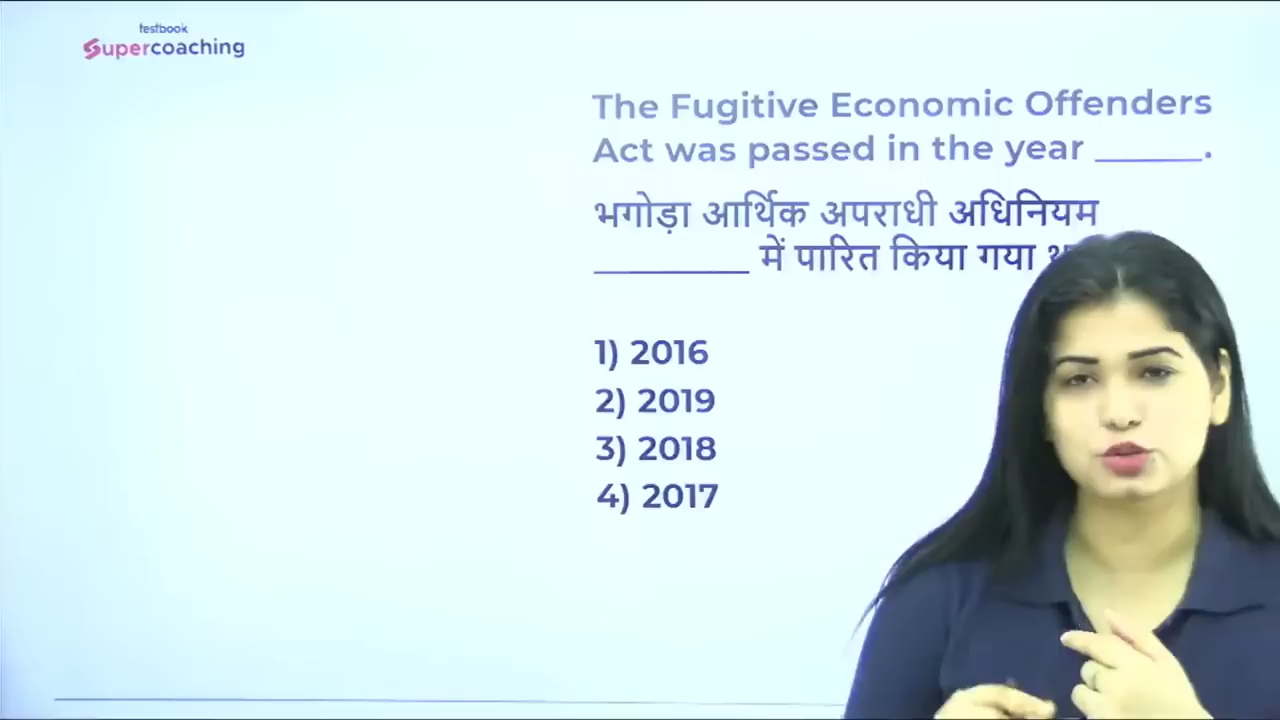 testbook
Supercoaching
The Fugitive Economic Offenders
Act was passed in the year ______.
भगोड़ा आर्थिक अपराधी अधिनियम
_________ में पारित किया गया
1) 2016
2) 2019
3) 2018
4) 2017